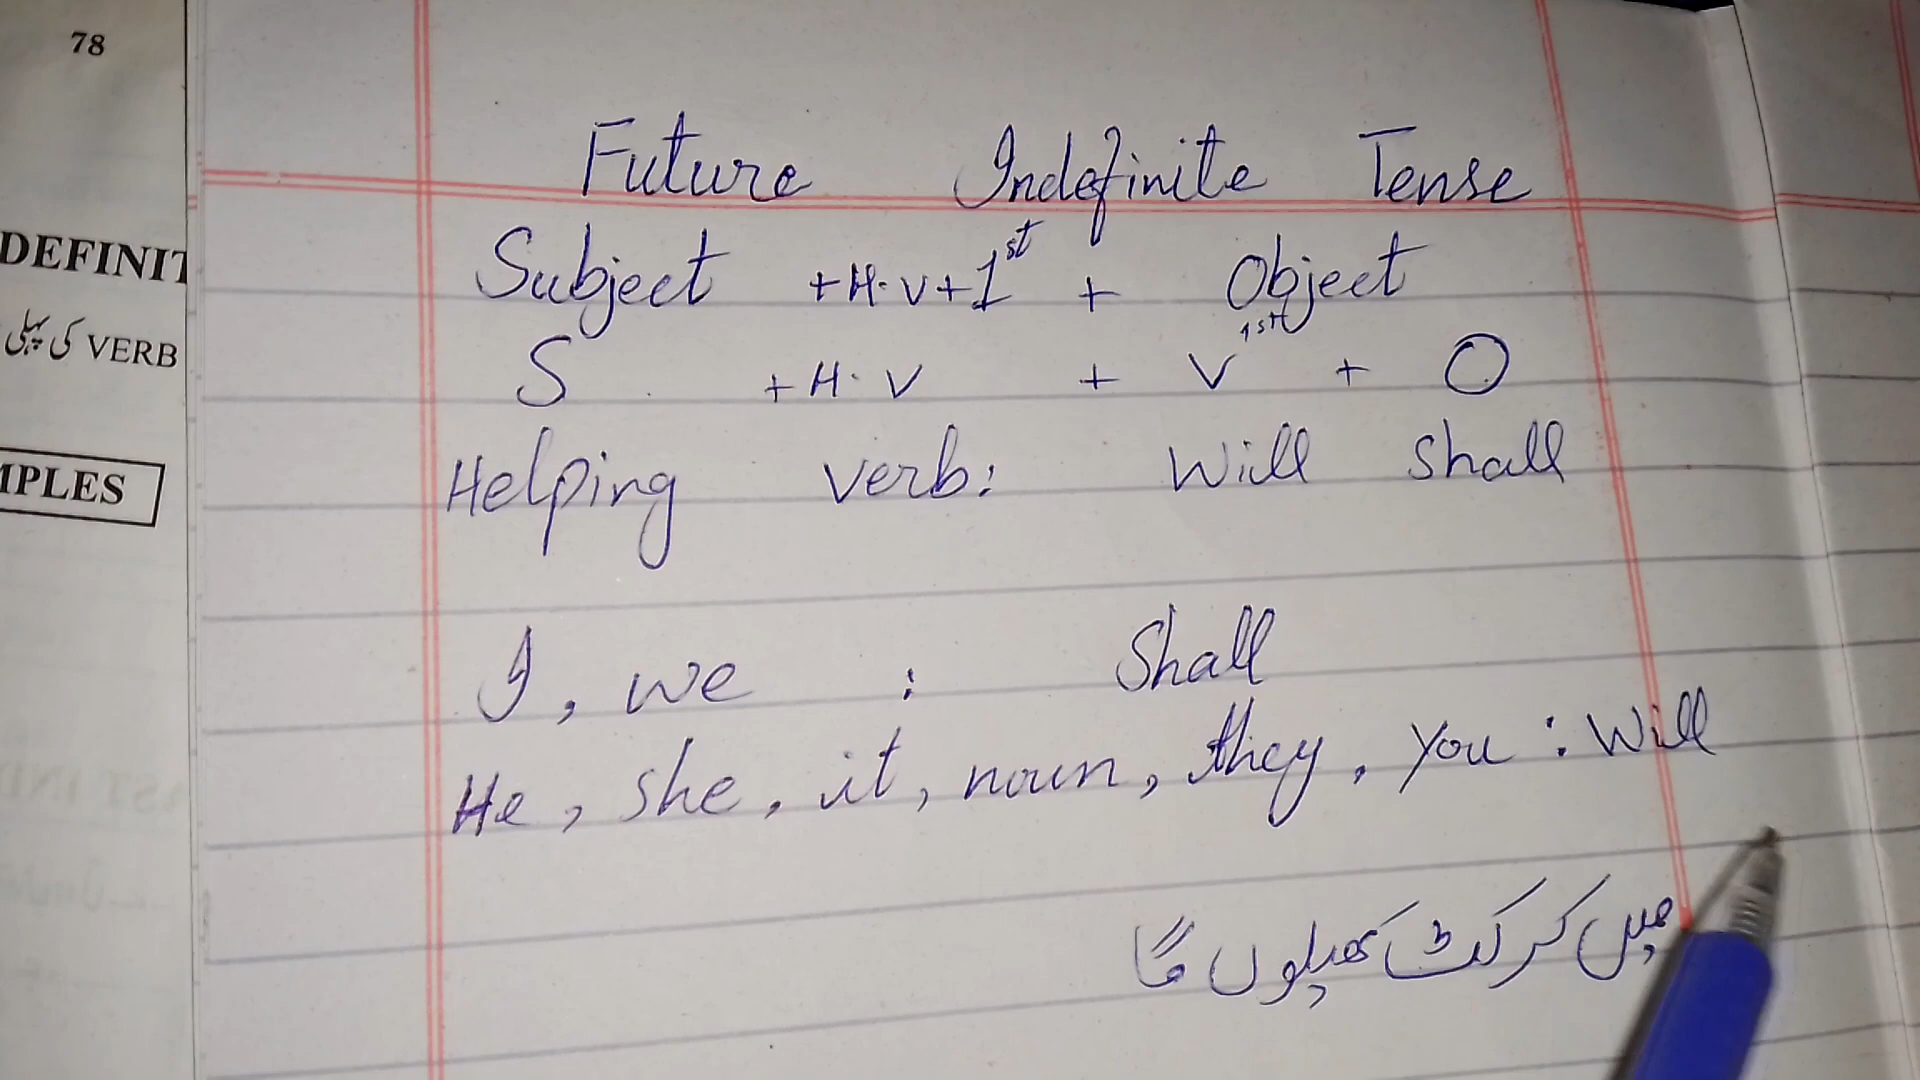 78
DEFINIT
VERB کی پہلی
MPLES
Future Indefinite Tense
Subject +H.V+1st + Object
S +H.V + V1st + O
Helping verb: Will Shall
I, we : Shall
He, she, it, noun, they, you : Will
میں کرکٹ کھیلوں گا